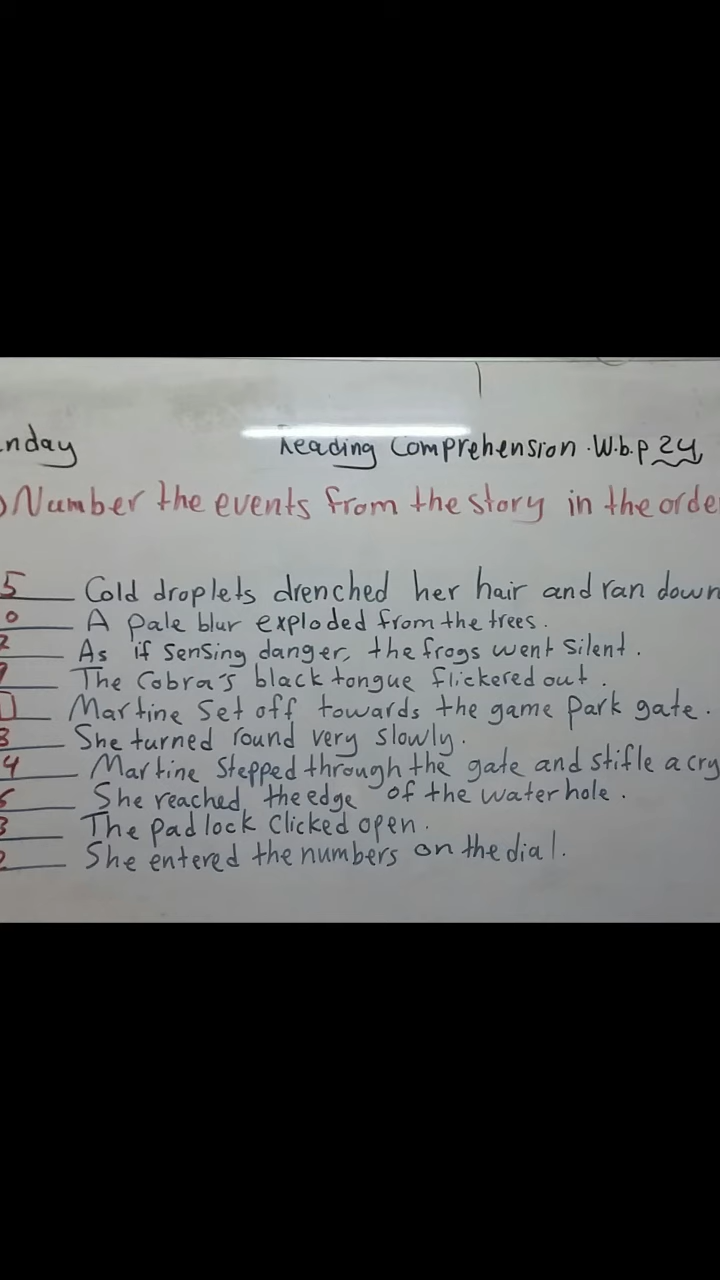 nday Reading Comprehension. W.b.p 24
Number the events from the story in the orde
5 Cold droplets drenched her hair and ran down
0 A pale blur exploded from the trees.
As if sensing danger, the frogs went silent.
The Cobra's black tongue flickered out.
Martine set off towards the game park gate.
She turned round very slowly.
4 Martine stepped through the gate and stifle a cry
She reached the edge of the waterhole.
3 The padlock clicked open.
She entered the numbers on the dial.